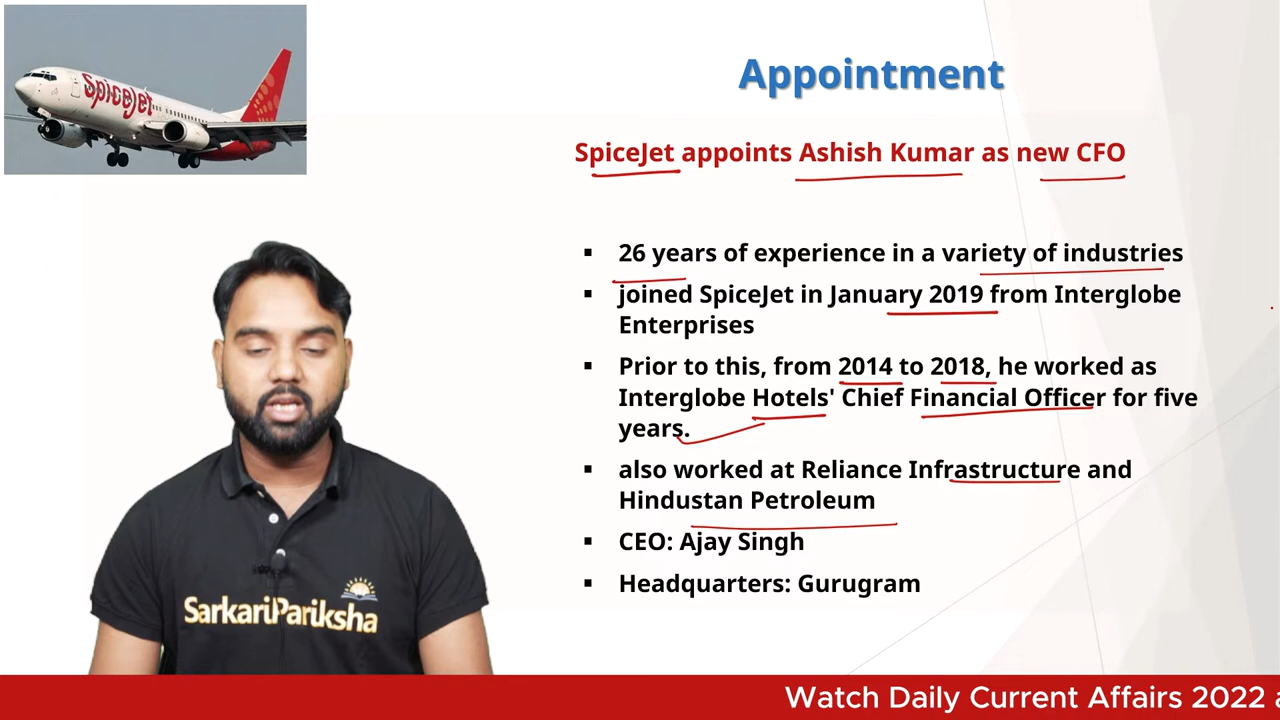 SpiceJet
Appointment
SpiceJet appoints Ashish Kumar as new CFO
▪ 26 years of experience in a variety of industries
▪ joined SpiceJet in January 2019 from Interglobe
Enterprises
▪ Prior to this, from 2014 to 2018, he worked as
Interglobe Hotels' Chief Financial Officer for five
years.
▪ also worked at Reliance Infrastructure and
Hindustan Petroleum
▪ CEO: Ajay Singh
▪ Headquarters: Gurugram
SarkariPariksha
Watch Daily Current Affairs 2022 a